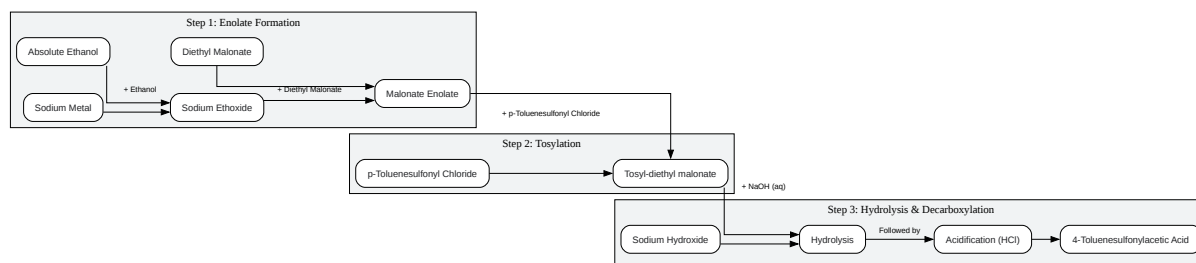 Step 1: Enolate Formation
Absolute Ethanol
Diethyl Malonate
+ Ethanol
+ Diethyl Malonate
Sodium Metal
Sodium Ethoxide
Malonate Enolate
+ p-Toluenesulfonyl Chloride
Step 2: Tosylation
p-Toluenesulfonyl Chloride
Tosyl-diethyl malonate
+ NaOH (aq)
Step 3: Hydrolysis & Decarboxylation
Sodium Hydroxide
Hydrolysis
Followed by
Acidification (HCl)
4-Toluenesulfonylacetic Acid